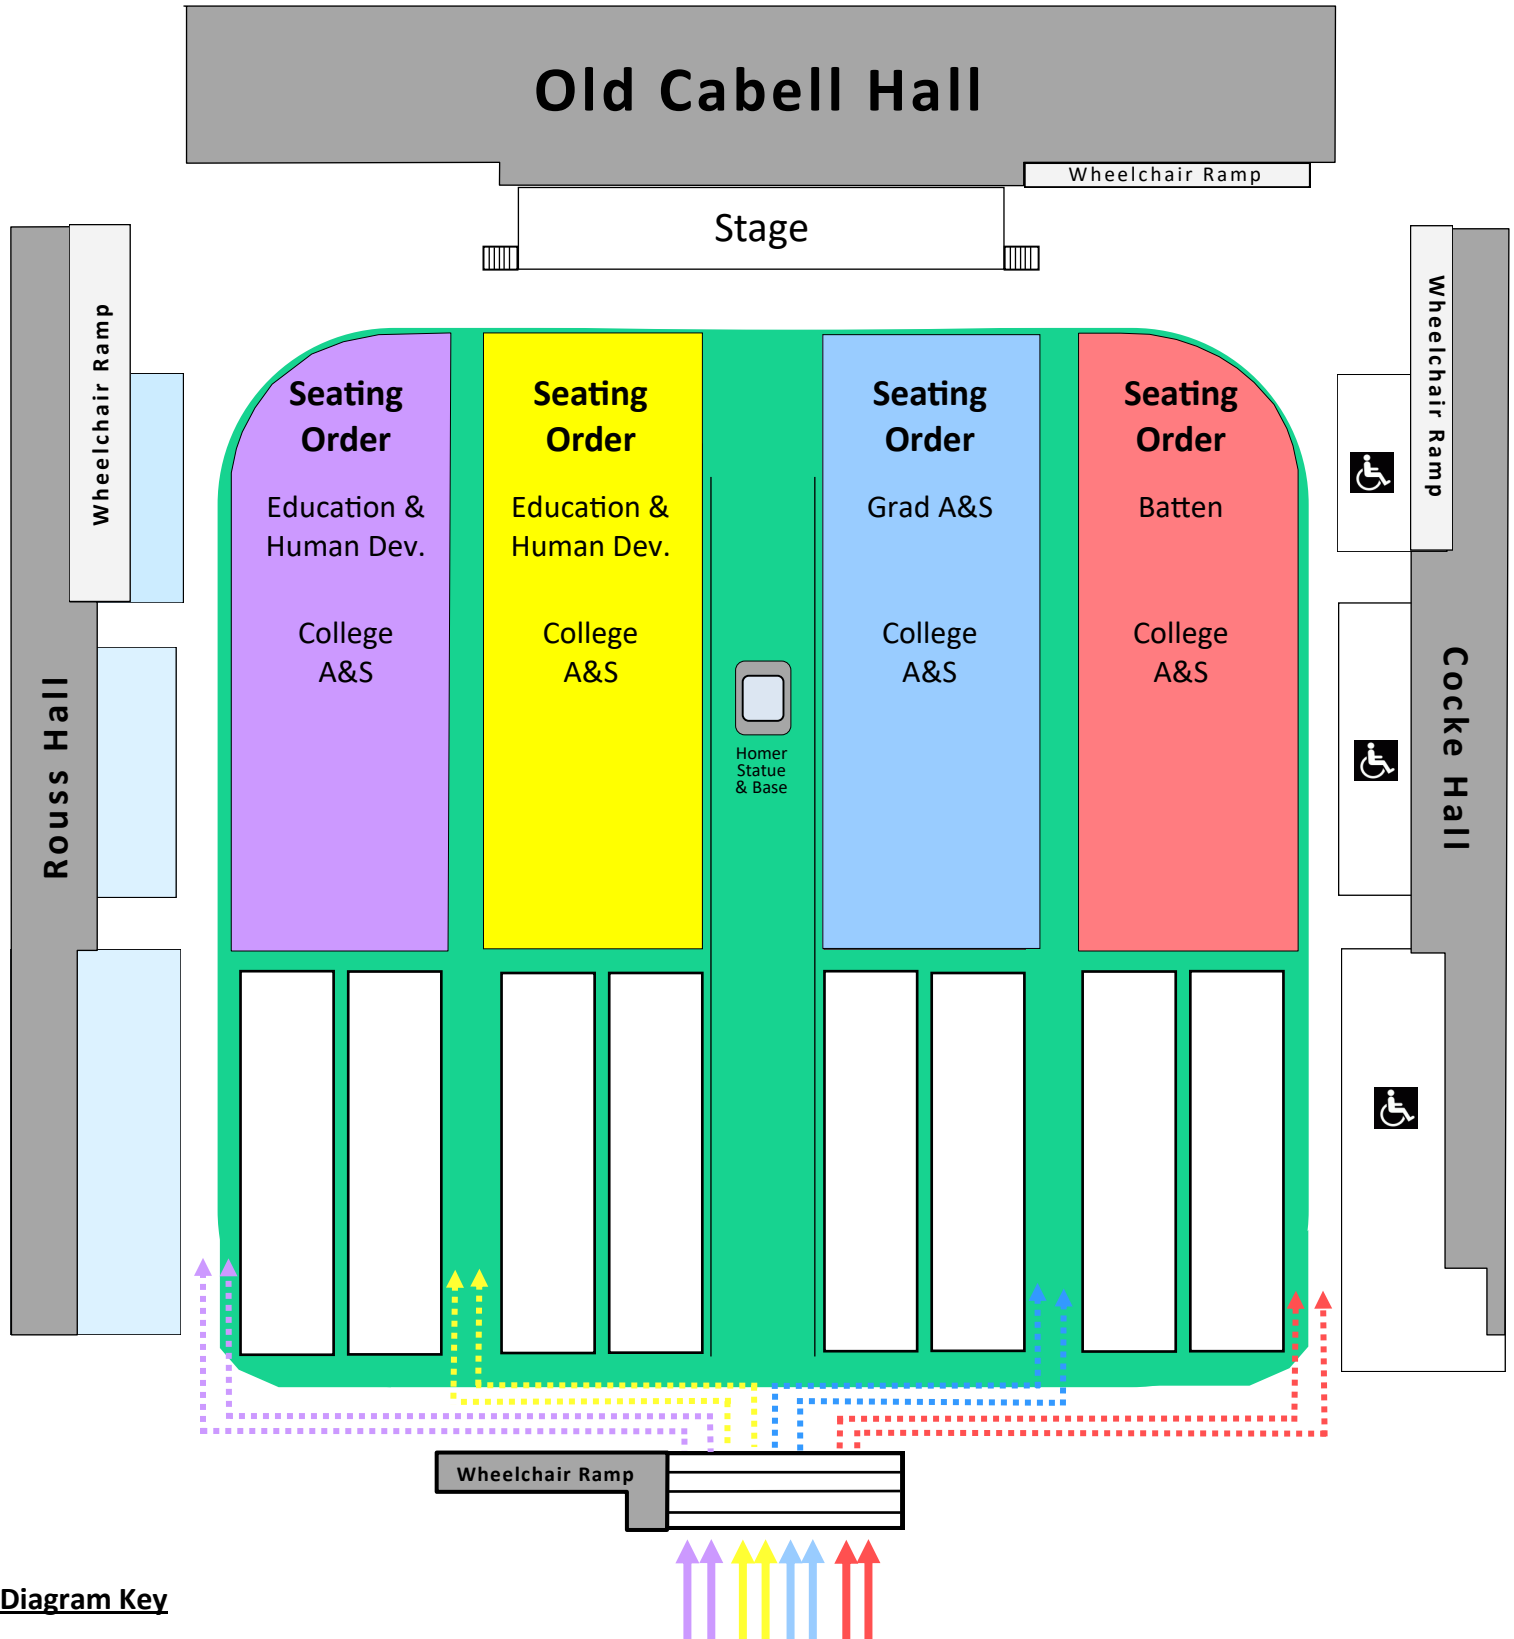 Old Cabell Hall
Wheelchair Ramp
Stage
Wheelchair Ramp
Rouss Hall
Seating
Order
Education &
Human Dev.
College
A&S
Seating
Order
Education &
Human Dev.
College
A&S
Homer
Statue
& Base
Seating
Order
Grad A&S
College
A&S
Seating
Order
Batten
College
A&S
Wheelchair Ramp
Cocke Hall
Wheelchair Ramp
Diagram Key